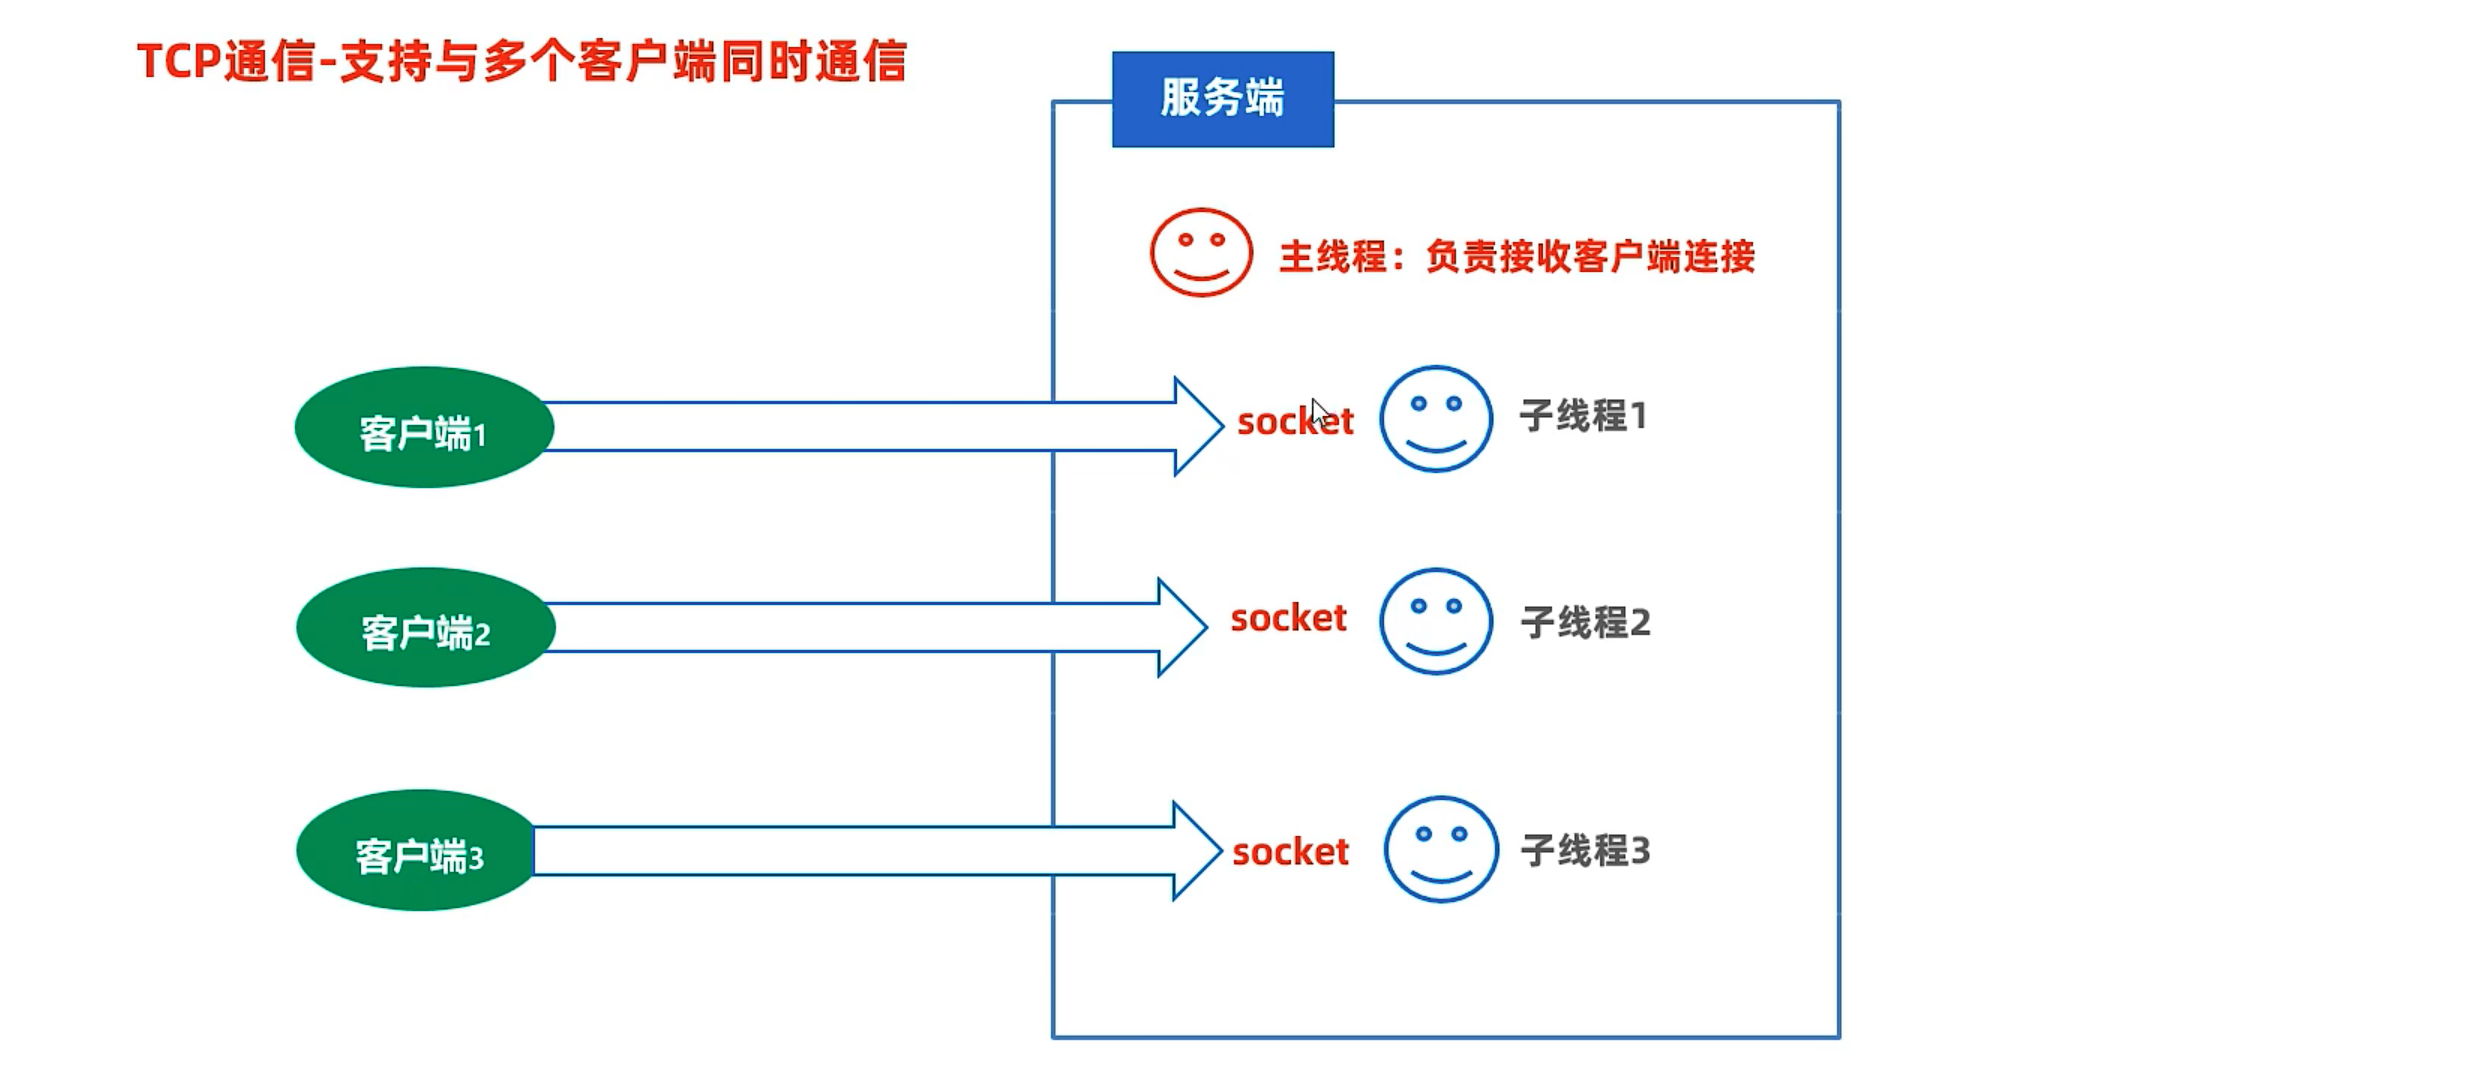 TCP通信-支持与多个客户端同时通信
服务端
主线程：负责接收客户端连接
客户端1
socket
子线程1
客户端2
socket
子线程2
客户端3
socket
子线程3